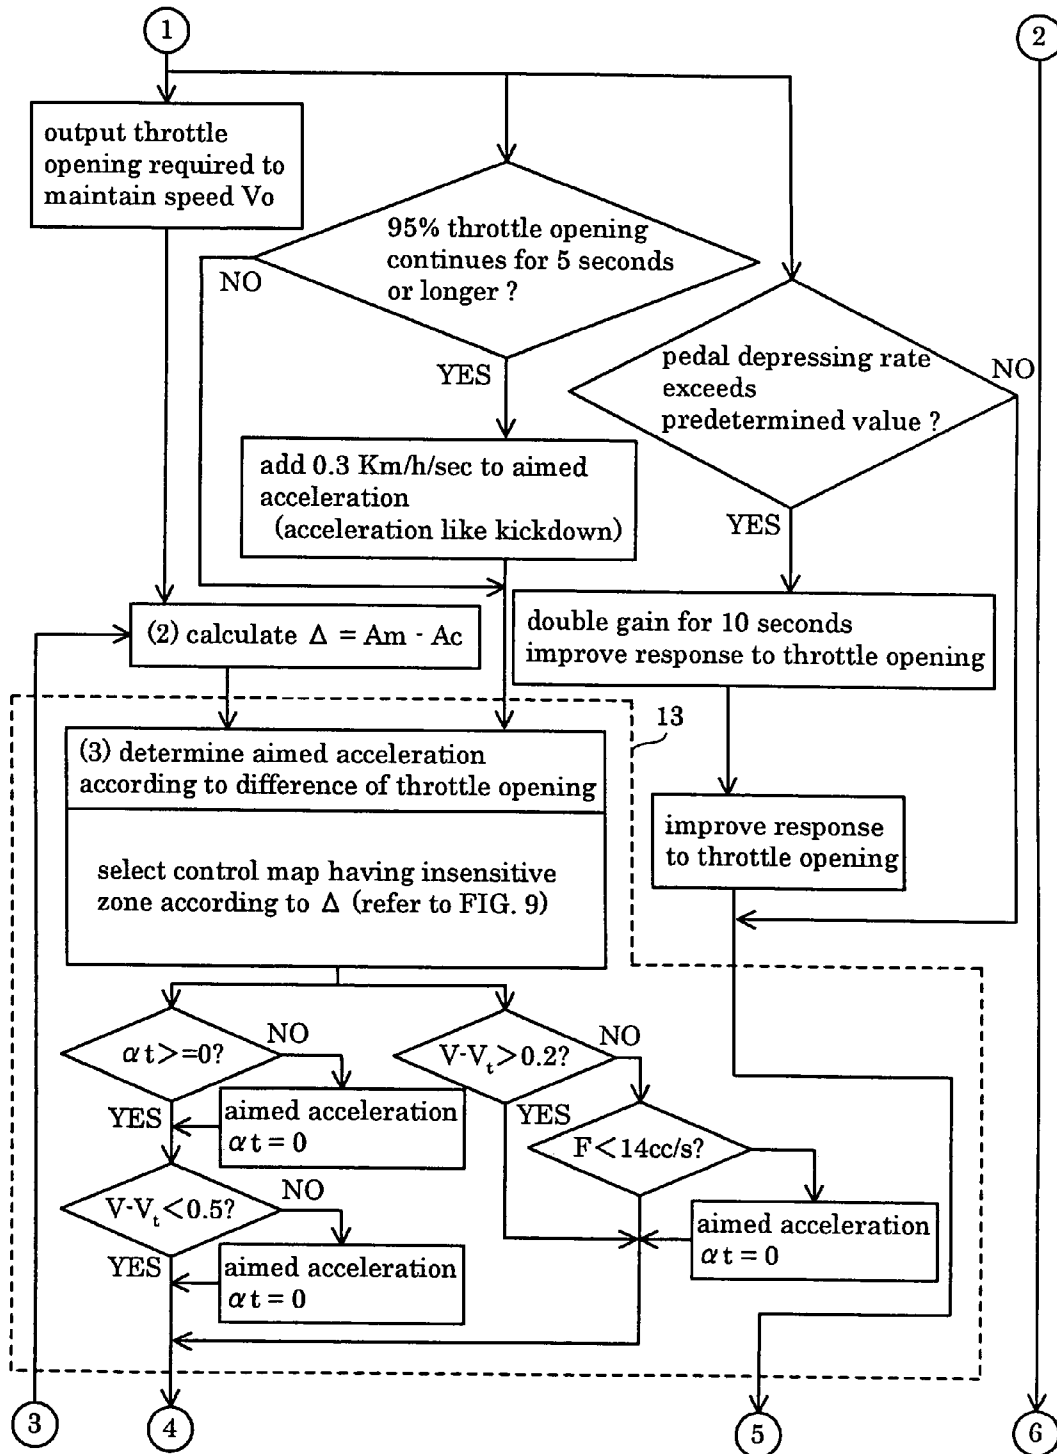 1
2
output throttle
opening required to
maintain speed Vo
95% throttle opening
continues for 5 seconds
or longer ?
NO
YES
pedal depressing rate
exceeds
predetermined value ?
NO
YES
add 0.3 Km/h/sec to aimed
acceleration
(acceleration like kickdown)
(2) calculate Δ = Am - Ac
double gain for 10 seconds
improve response to throttle opening
13
(3) determine aimed acceleration
according to difference of throttle opening
improve response
to throttle opening
select control map having insensitive
zone according to Δ (refer to FIG. 9)
αt>=0?
NO
YES
aimed acceleration
αt = 0
V-Vt>0.2?
NO
YES
F<14cc/s?
V-Vt<0.5?
NO
YES
aimed acceleration
αt = 0
aimed acceleration
αt = 0
3
4
5
6